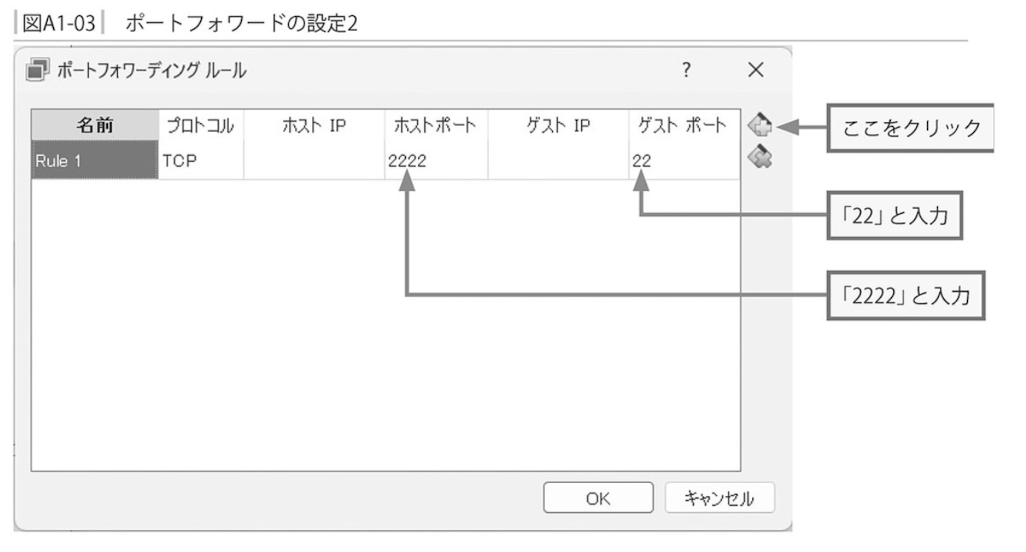 図A1-03 ポートフォワードの設定2
ポートフォワーディング ルール ?
名前 プロトコル ホスト IP ホストポート ゲスト IP ゲスト ポート
ここをクリック
Rule 1 TCP 2222 22
「22」と入力
「2222」と入力
OK キャンセル